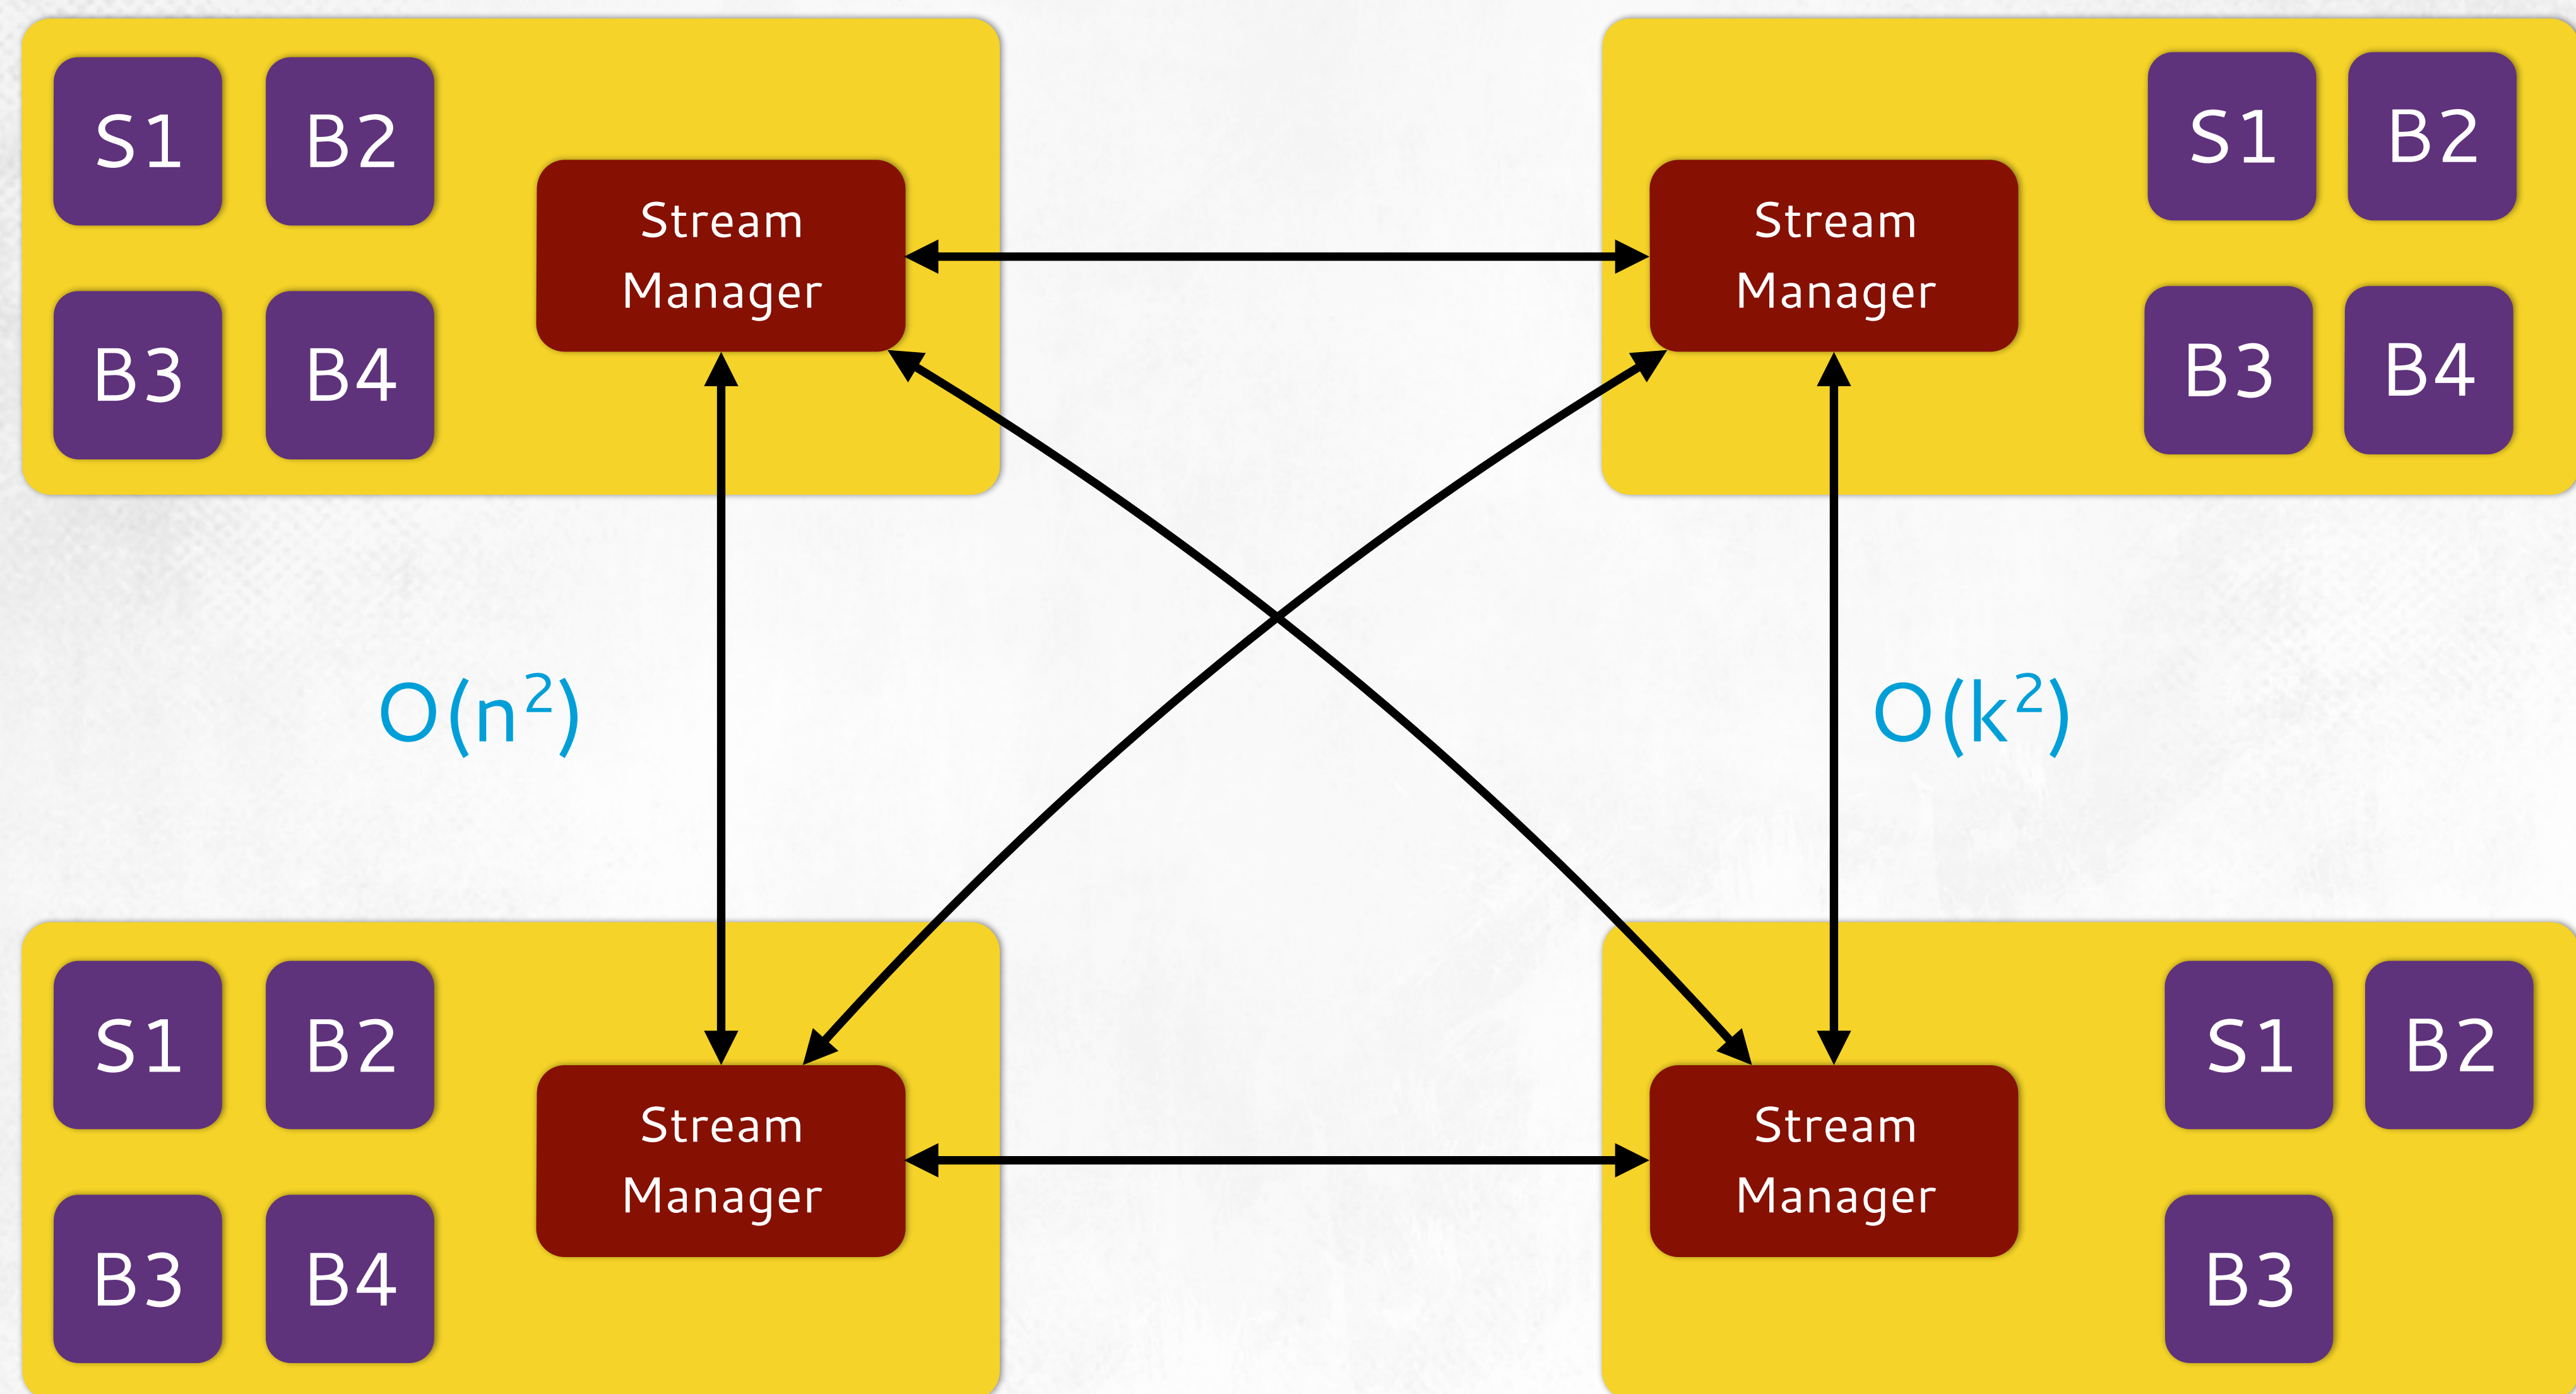 S1 B2
B3 B4
Stream
Manager
S1 B2
B3 B4
Stream
Manager
O(n²)
O(k²)
S1 B2
B3 B4
Stream
Manager
S1 B2
B3
Stream
Manager